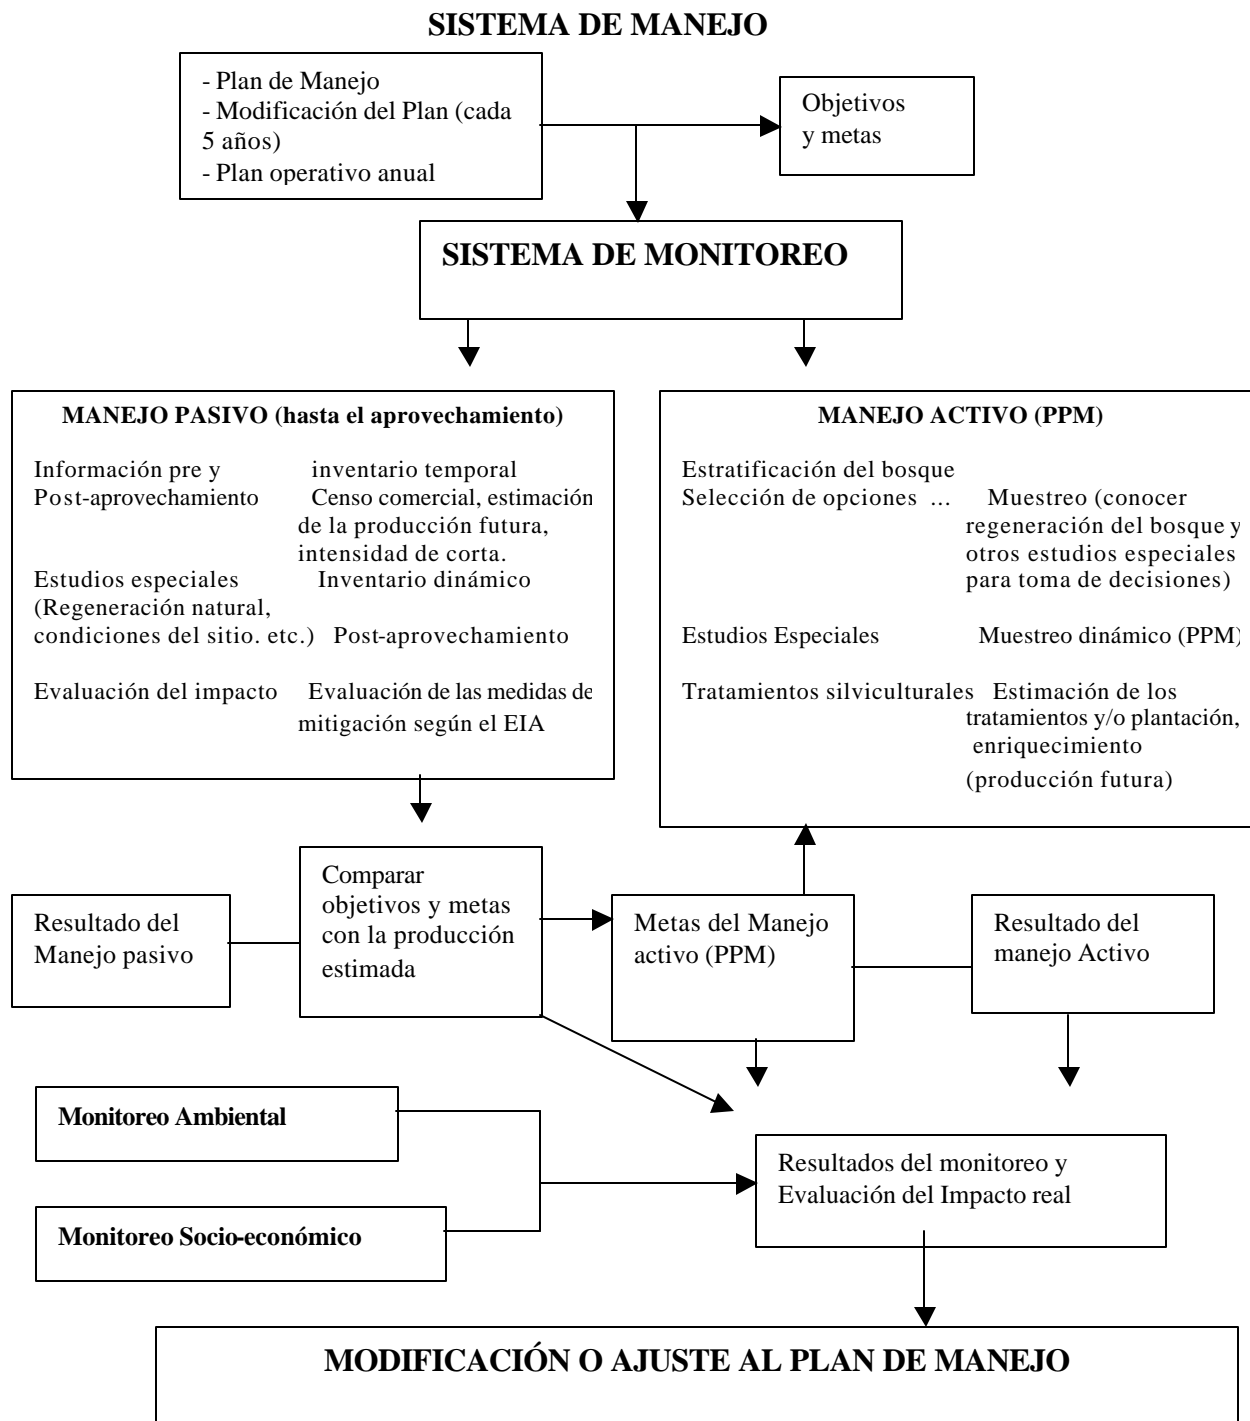 SISTEMA DE MANEJO
- Plan de Manejo
- Modificación del Plan (cada
5 años)
- Plan operativo anual
Objetivos
y metas
SISTEMA DE MONITOREO
MANEJO PASIVO (hasta el aprovechamiento)
Información pre y inventario temporal
Post-aprovechamiento Censo comercial, estimación
de la producción futura,
intensidad de corta.
Estudios especiales Inventario dinámico
(Regeneración natural,
condiciones del sitio. etc.) Post-aprovechamiento
Evaluación del impacto Evaluación de las medidas de
mitigación según el EIA
MANEJO ACTIVO (PPM)
Estratificación del bosque
Selección de opciones ... Muestreo (conocer
regeneración del bosque y
otros estudios especiales
para toma de decisiones)
Estudios Especiales Muestreo dinámico (PPM)
Tratamientos silviculturales Estimación de los
tratamientos y/o plantación,
enriquecimiento
(producción futura)
Resultado del
Manejo pasivo
Comparar
objetivos y metas
con la producción
estimada
Metas del Manejo
activo (PPM)
Resultado del
manejo Activo
Monitoreo Ambiental
Monitoreo Socio-económico
Resultados del monitoreo y
Evaluación del Impacto real
MODIFICACIÓN O AJUSTE AL PLAN DE MANEJO